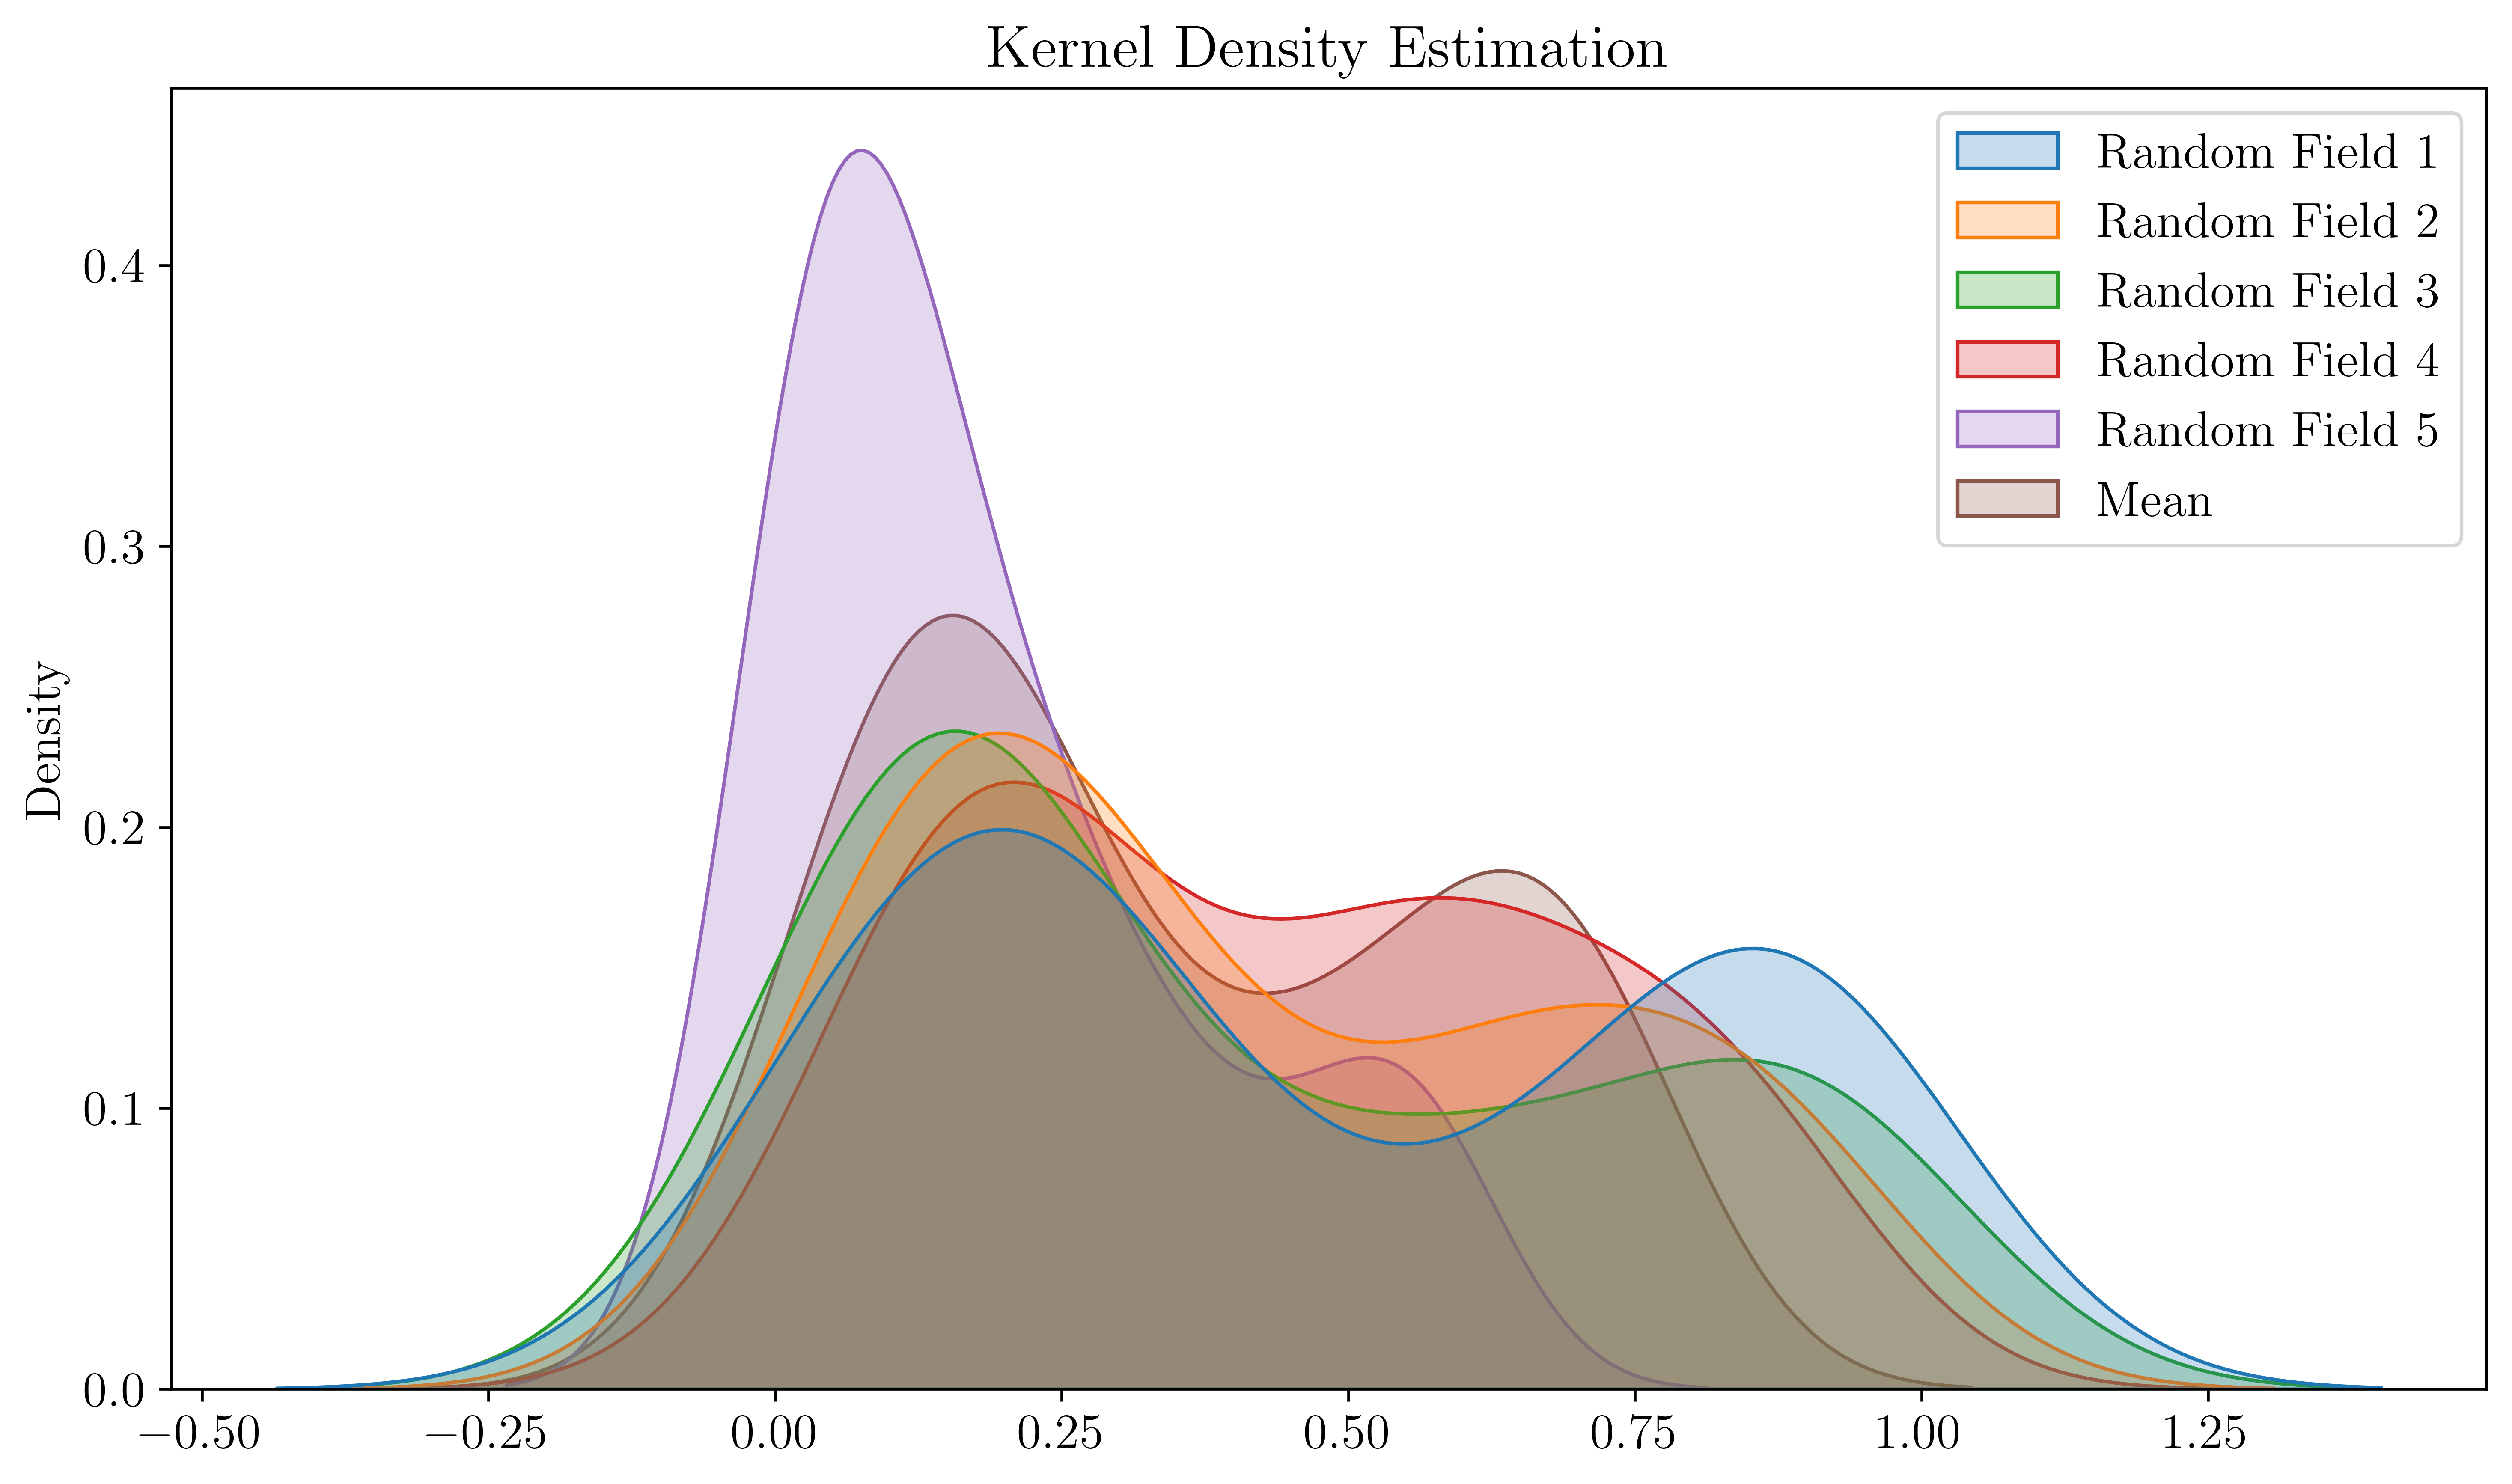 Kernel Density Estimation
Random Field 1
Random Field 2
Random Field 3
Random Field 4
Random Field 5
Mean
Density
0.4
0.3
0.2
0.1
0.0
−0.50
−0.25
0.00
0.25
0.50
0.75
1.00
1.25